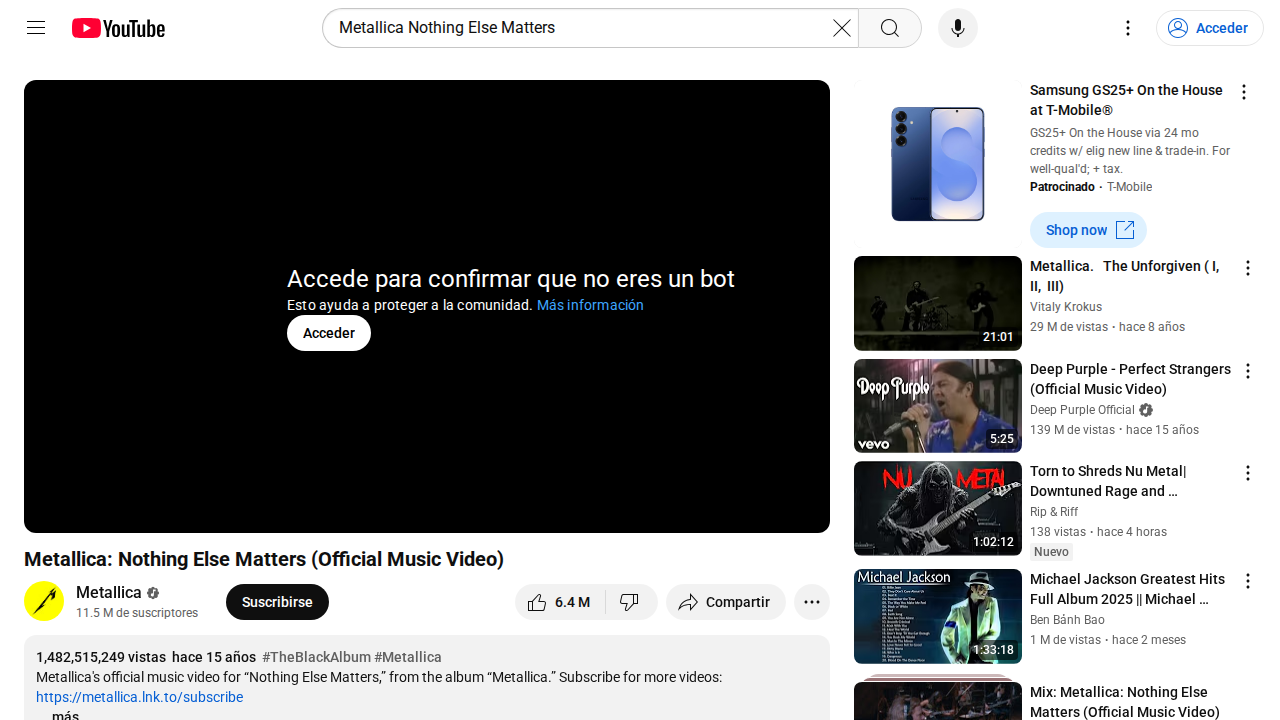 YouTube
Metallica Nothing Else Matters
Acceder
Accede para confirmar que no eres un bot
Esto ayuda a proteger a la comunidad. Más información
Acceder
Metallica: Nothing Else Matters (Official Music Video)
Metallica
11.5 M de suscriptores
Suscribirse
6.4 M
Compartir
1,482,515,249 vistas hace 15 años #TheBlackAlbum #Metallica
Metallica's official music video for “Nothing Else Matters,” from the album “Metallica.” Subscribe for more videos:
https://metallica.lnk.to/subscribe
...más
Samsung GS25+ On the House
at T-Mobile®
GS25+ On the House via 24 mo
credits w/ elig new line & trade-in. For
well-qual'd; + tax.
Patrocinado · T-Mobile
Shop now
21:01
Metallica. The Unforgiven ( I,
II, III)
Vitaly Krokus
29 M de vistas · hace 8 años
Deep Purple
vevo
5:25
Deep Purple - Perfect Strangers
(Official Music Video)
Deep Purple Official
139 M de vistas · hace 15 años
NU METAL
1:02:12
Torn to Shreds Nu Metal|
Downtuned Rage and ...
Rip & Riff
138 vistas · hace 4 horas
Nuevo
Michael Jackson
1:33:18
Michael Jackson Greatest Hits
Full Album 2025 || Michael ...
Ben Bánh Bao
1 M de vistas · hace 2 meses
Mix: Metallica: Nothing Else
Matters (Official Music Video)